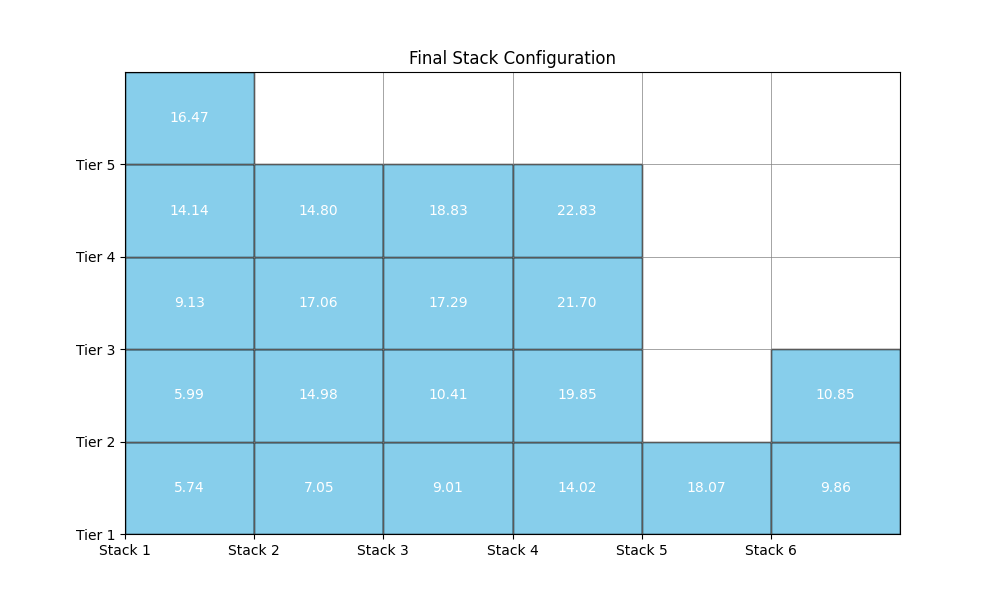 Final Stack Configuration
16.47
Tier 5
14.14 14.80 18.83 22.83
Tier 4
9.13 17.06 17.29 21.70
Tier 3
5.99 14.98 10.41 19.85 10.85
Tier 2
5.74 7.05 9.01 14.02 18.07 9.86
Tier 1
Stack 1 Stack 2 Stack 3 Stack 4 Stack 5 Stack 6